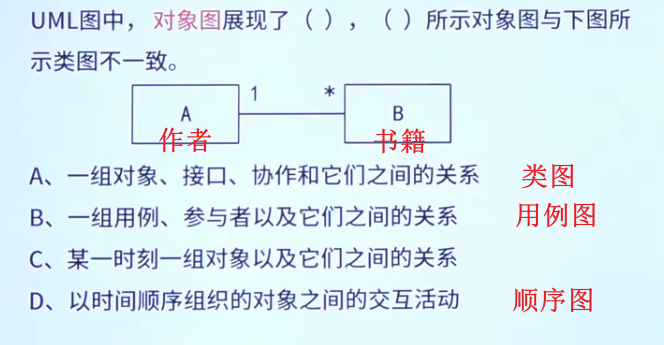 UML图中，对象图展现了（ ），（ ）所示对象图与下图所
示类图不一致。
1 *
A B
作者 书籍
A、一组对象、接口、协作和它们之间的关系 类图
B、一组用例、参与者以及它们之间的关系 用例图
C、某一时刻一组对象以及它们之间的关系
D、以时间顺序组织的对象之间的交互活动 顺序图